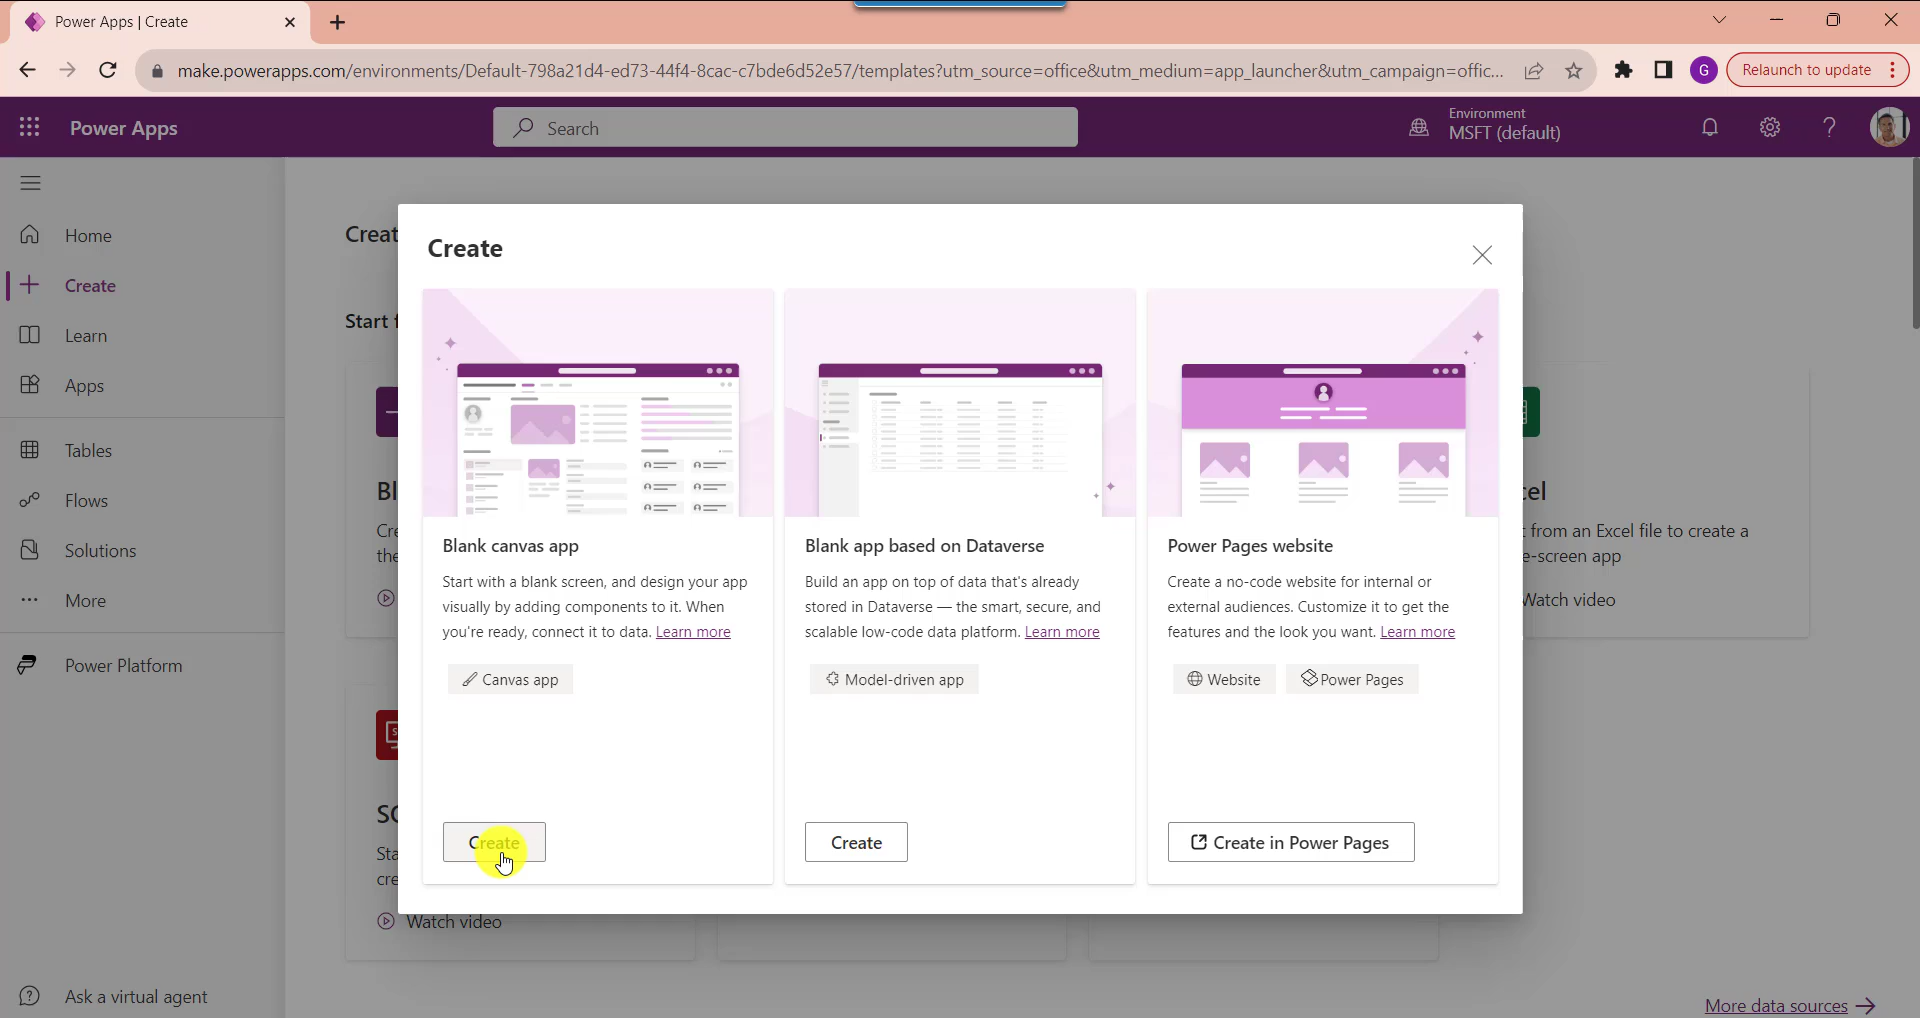 Power Apps | Create
make.powerapps.com/environments/Default-798a21d4-ed73-44f4-8cac-c7bde6d52e57/templates?utm_source=office&utm_medium=app_launcher&utm_campaign=offic...
G
Relaunch to update
Power Apps
Search
Environment
MSFT (default)
Home
Create
Learn
Apps
Tables
Flows
Solutions
More
Power Platform
Ask a virtual agent
Creat
Start f
Bl
Cre
the
SQ
Sta
cre
Watch video
cel
from an Excel file to create a
e-screen app
Watch video
More data sources
Create
Blank canvas app
Start with a blank screen, and design your app
visually by adding components to it. When
you're ready, connect it to data. Learn more
Canvas app
Create
Blank app based on Dataverse
Build an app on top of data that's already
stored in Dataverse — the smart, secure, and
scalable low-code data platform. Learn more
Model-driven app
Create
Power Pages website
Create a no-code website for internal or
external audiences. Customize it to get the
features and the look you want. Learn more
Website
Power Pages
Create in Power Pages